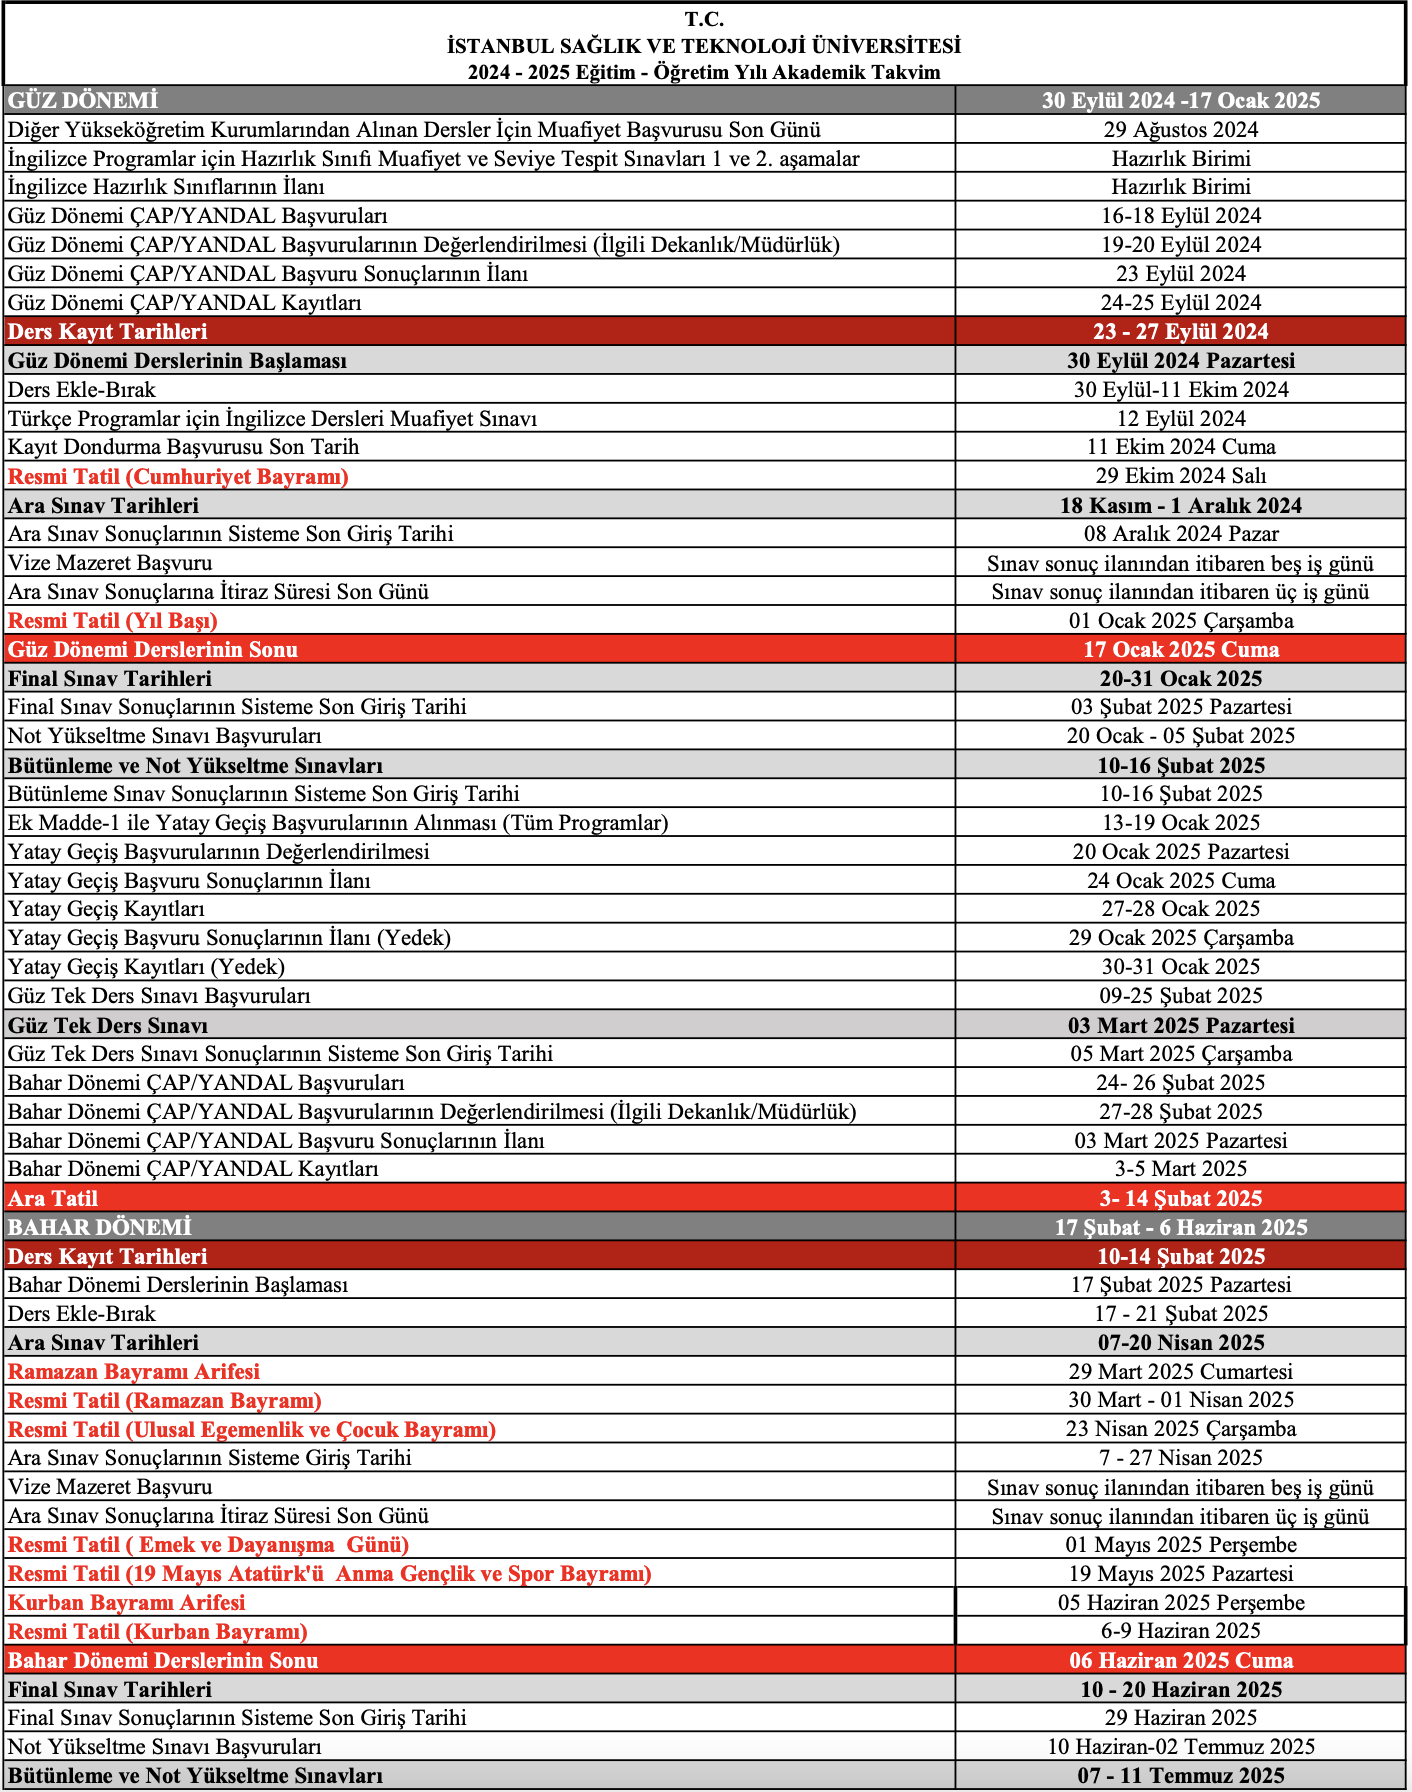 T.C.
İSTANBUL SAĞLIK VE TEKNOLOJİ ÜNİVERSİTESİ
2024 - 2025 Eğitim - Öğretim Yılı Akademik Takvim
GÜZ DÖNEMİ 30 Eylül 2024 -17 Ocak 2025
Diğer Yükseköğretim Kurumlarından Alınan Dersler İçin Muafiyet Başvurusu Son Günü 29 Ağustos 2024
İngilizce Programlar için Hazırlık Sınıfı Muafiyet ve Seviye Tespit Sınavları 1 ve 2. aşamalar Hazırlık Birimi
İngilizce Hazırlık Sınıflarının İlanı Hazırlık Birimi
Güz Dönemi ÇAP/YANDAL Başvuruları 16-18 Eylül 2024
Güz Dönemi ÇAP/YANDAL Başvurularının Değerlendirilmesi (İlgili Dekanlık/Müdürlük) 19-20 Eylül 2024
Güz Dönemi ÇAP/YANDAL Başvuru Sonuçlarının İlanı 23 Eylül 2024
Güz Dönemi ÇAP/YANDAL Kayıtları 24-25 Eylül 2024
Ders Kayıt Tarihleri 23 - 27 Eylül 2024
Güz Dönemi Derslerinin Başlaması 30 Eylül 2024 Pazartesi
Ders Ekle-Bırak 30 Eylül-11 Ekim 2024
Türkçe Programlar için İngilizce Dersleri Muafiyet Sınavı 12 Eylül 2024
Kayıt Dondurma Başvurusu Son Tarih 11 Ekim 2024 Cuma
Resmi Tatil (Cumhuriyet Bayramı) 29 Ekim 2024 Salı
Ara Sınav Tarihleri 18 Kasım - 1 Aralık 2024
Ara Sınav Sonuçlarının Sisteme Son Giriş Tarihi 08 Aralık 2024 Pazar
Vize Mazeret Başvuru Sınav sonuç ilanından itibaren beş iş günü
Ara Sınav Sonuçlarına İtiraz Süresi Son Günü Sınav sonuç ilanından itibaren üç iş günü
Resmi Tatil (Yıl Başı) 01 Ocak 2025 Çarşamba
Güz Dönemi Derslerinin Sonu 17 Ocak 2025 Cuma
Final Sınav Tarihleri 20-31 Ocak 2025
Final Sınav Sonuçlarının Sisteme Son Giriş Tarihi 03 Şubat 2025 Pazartesi
Not Yükseltme Sınavı Başvuruları 20 Ocak - 05 Şubat 2025
Bütünleme ve Not Yükseltme Sınavları 10-16 Şubat 2025
Bütünleme Sınav Sonuçlarının Sisteme Son Giriş Tarihi 10-16 Şubat 2025
Ek Madde-1 ile Yatay Geçiş Başvurularının Alınması (Tüm Programlar) 13-19 Ocak 2025
Yatay Geçiş Başvurularının Değerlendirilmesi 20 Ocak 2025 Pazartesi
Yatay Geçiş Başvuru Sonuçlarının İlanı 24 Ocak 2025 Cuma
Yatay Geçiş Kayıtları 27-28 Ocak 2025
Yatay Geçiş Başvuru Sonuçlarının İlanı (Yedek) 29 Ocak 2025 Çarşamba
Yatay Geçiş Kayıtları (Yedek) 30-31 Ocak 2025
Güz Tek Ders Sınavı Başvuruları 09-25 Şubat 2025
Güz Tek Ders Sınavı 03 Mart 2025 Pazartesi
Güz Tek Ders Sınavı Sonuçlarının Sisteme Son Giriş Tarihi 05 Mart 2025 Çarşamba
Bahar Dönemi ÇAP/YANDAL Başvuruları 24- 26 Şubat 2025
Bahar Dönemi ÇAP/YANDAL Başvurularının Değerlendirilmesi (İlgili Dekanlık/Müdürlük) 27-28 Şubat 2025
Bahar Dönemi ÇAP/YANDAL Başvuru Sonuçlarının İlanı 03 Mart 2025 Pazartesi
Bahar Dönemi ÇAP/YANDAL Kayıtları 3-5 Mart 2025
Ara Tatil 3- 14 Şubat 2025
BAHAR DÖNEMİ 17 Şubat - 6 Haziran 2025
Ders Kayıt Tarihleri 10-14 Şubat 2025
Bahar Dönemi Derslerinin Başlaması 17 Şubat 2025 Pazartesi
Ders Ekle-Bırak 17 - 21 Şubat 2025
Ara Sınav Tarihleri 07-20 Nisan 2025
Ramazan Bayramı Arifesi 29 Mart 2025 Cumartesi
Resmi Tatil (Ramazan Bayramı) 30 Mart - 01 Nisan 2025
Resmi Tatil (Ulusal Egemenlik ve Çocuk Bayramı) 23 Nisan 2025 Çarşamba
Ara Sınav Sonuçlarının Sisteme Giriş Tarihi 7 - 27 Nisan 2025
Vize Mazeret Başvuru Sınav sonuç ilanından itibaren beş iş günü
Ara Sınav Sonuçlarına İtiraz Süresi Son Günü Sınav sonuç ilanından itibaren üç iş günü
Resmi Tatil ( Emek ve Dayanışma  Günü) 01 Mayıs 2025 Perşembe
Resmi Tatil (19 Mayıs Atatürk'ü  Anma Gençlik ve Spor Bayramı) 19 Mayıs 2025 Pazartesi
Kurban Bayramı Arifesi 05 Haziran 2025 Perşembe
Resmi Tatil (Kurban Bayramı) 6-9 Haziran 2025
Bahar Dönemi Derslerinin Sonu 06 Haziran 2025 Cuma
Final Sınav Tarihleri 10 - 20 Haziran 2025
Final Sınav Sonuçlarının Sisteme Son Giriş Tarihi 29 Haziran 2025
Not Yükseltme Sınavı Başvuruları 10 Haziran-02 Temmuz 2025
Bütünleme ve Not Yükseltme Sınavları 07 - 11 Temmuz 2025